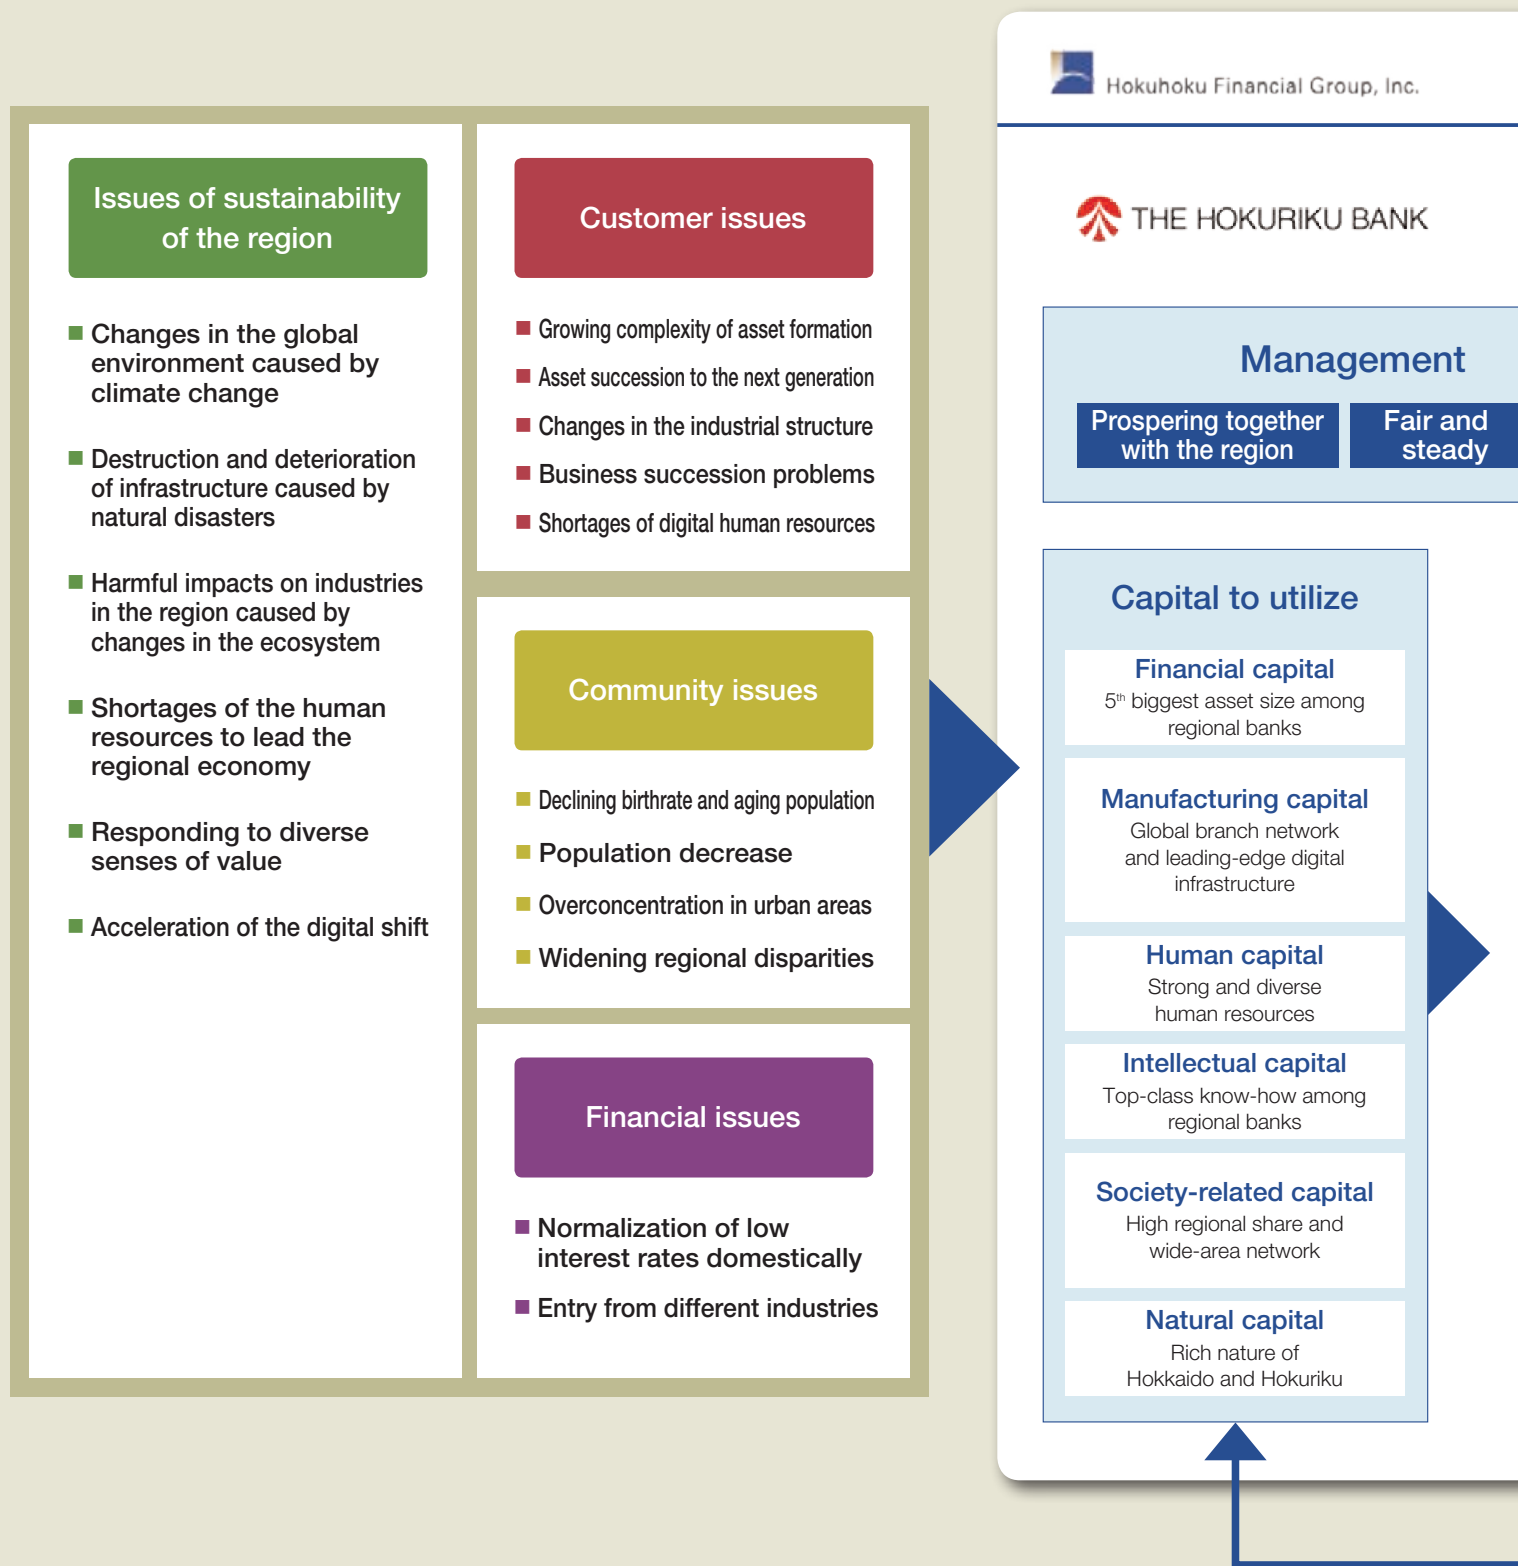 Issues of sustainability
of the region
■ Changes in the global
environment caused by
climate change
■ Destruction and deterioration
of infrastructure caused by
natural disasters
■ Harmful impacts on industries
in the region caused by
changes in the ecosystem
■ Shortages of the human
resources to lead the
regional economy
■ Responding to diverse
senses of value
■ Acceleration of the digital shift
Customer issues
■ Growing complexity of asset formation
■ Asset succession to the next generation
■ Changes in the industrial structure
■ Business succession problems
■ Shortages of digital human resources
Community issues
■ Declining birthrate and aging population
■ Population decrease
■ Overconcentration in urban areas
■ Widening regional disparities
Financial issues
■ Normalization of low
interest rates domestically
■ Entry from different industries
Hokuhoku Financial Group, Inc.
THE HOKURIKU BANK
Management
Prospering together
with the region
Fair and
steady
Capital to utilize
Financial capital
5th biggest asset size among
regional banks
Manufacturing capital
Global branch network
and leading-edge digital
infrastructure
Human capital
Strong and diverse
human resources
Intellectual capital
Top-class know-how among
regional banks
Society-related capital
High regional share and
wide-area network
Natural capital
Rich nature of
Hokkaido and Hokuriku